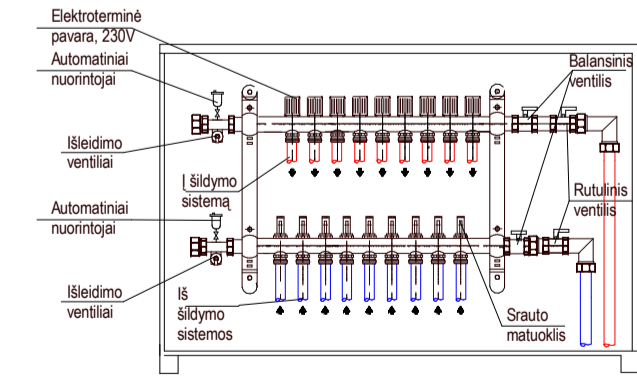 Elektroterminė
pavara, 230V
Automatiniai
nuorintojai
Išleidimo
ventiliai
Automatiniai
nuorintojai
Išleidimo
ventiliai
Į šildymo
sistemą
Iš
šildymo
sistemos
Balansinis
ventilis
Rutulinis
ventilis
Srauto
matuoklis